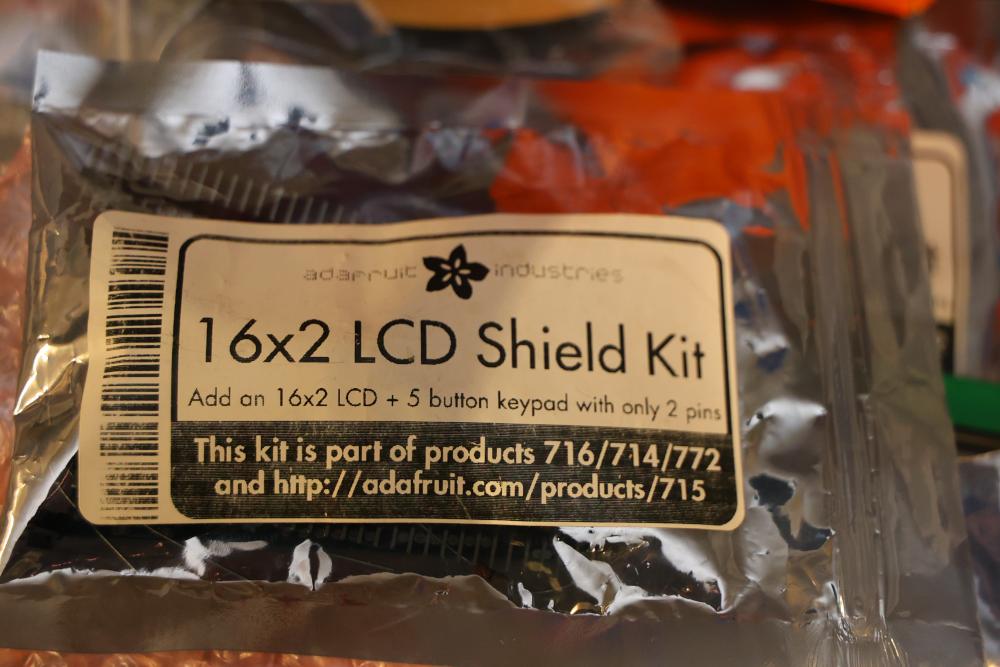 adafruit industries
16x2 LCD Shield Kit
Add an 16x2 LCD + 5 button keypad with only 2 pins
This kit is part of products 716/714/772
and http://adafruit.com/products/715